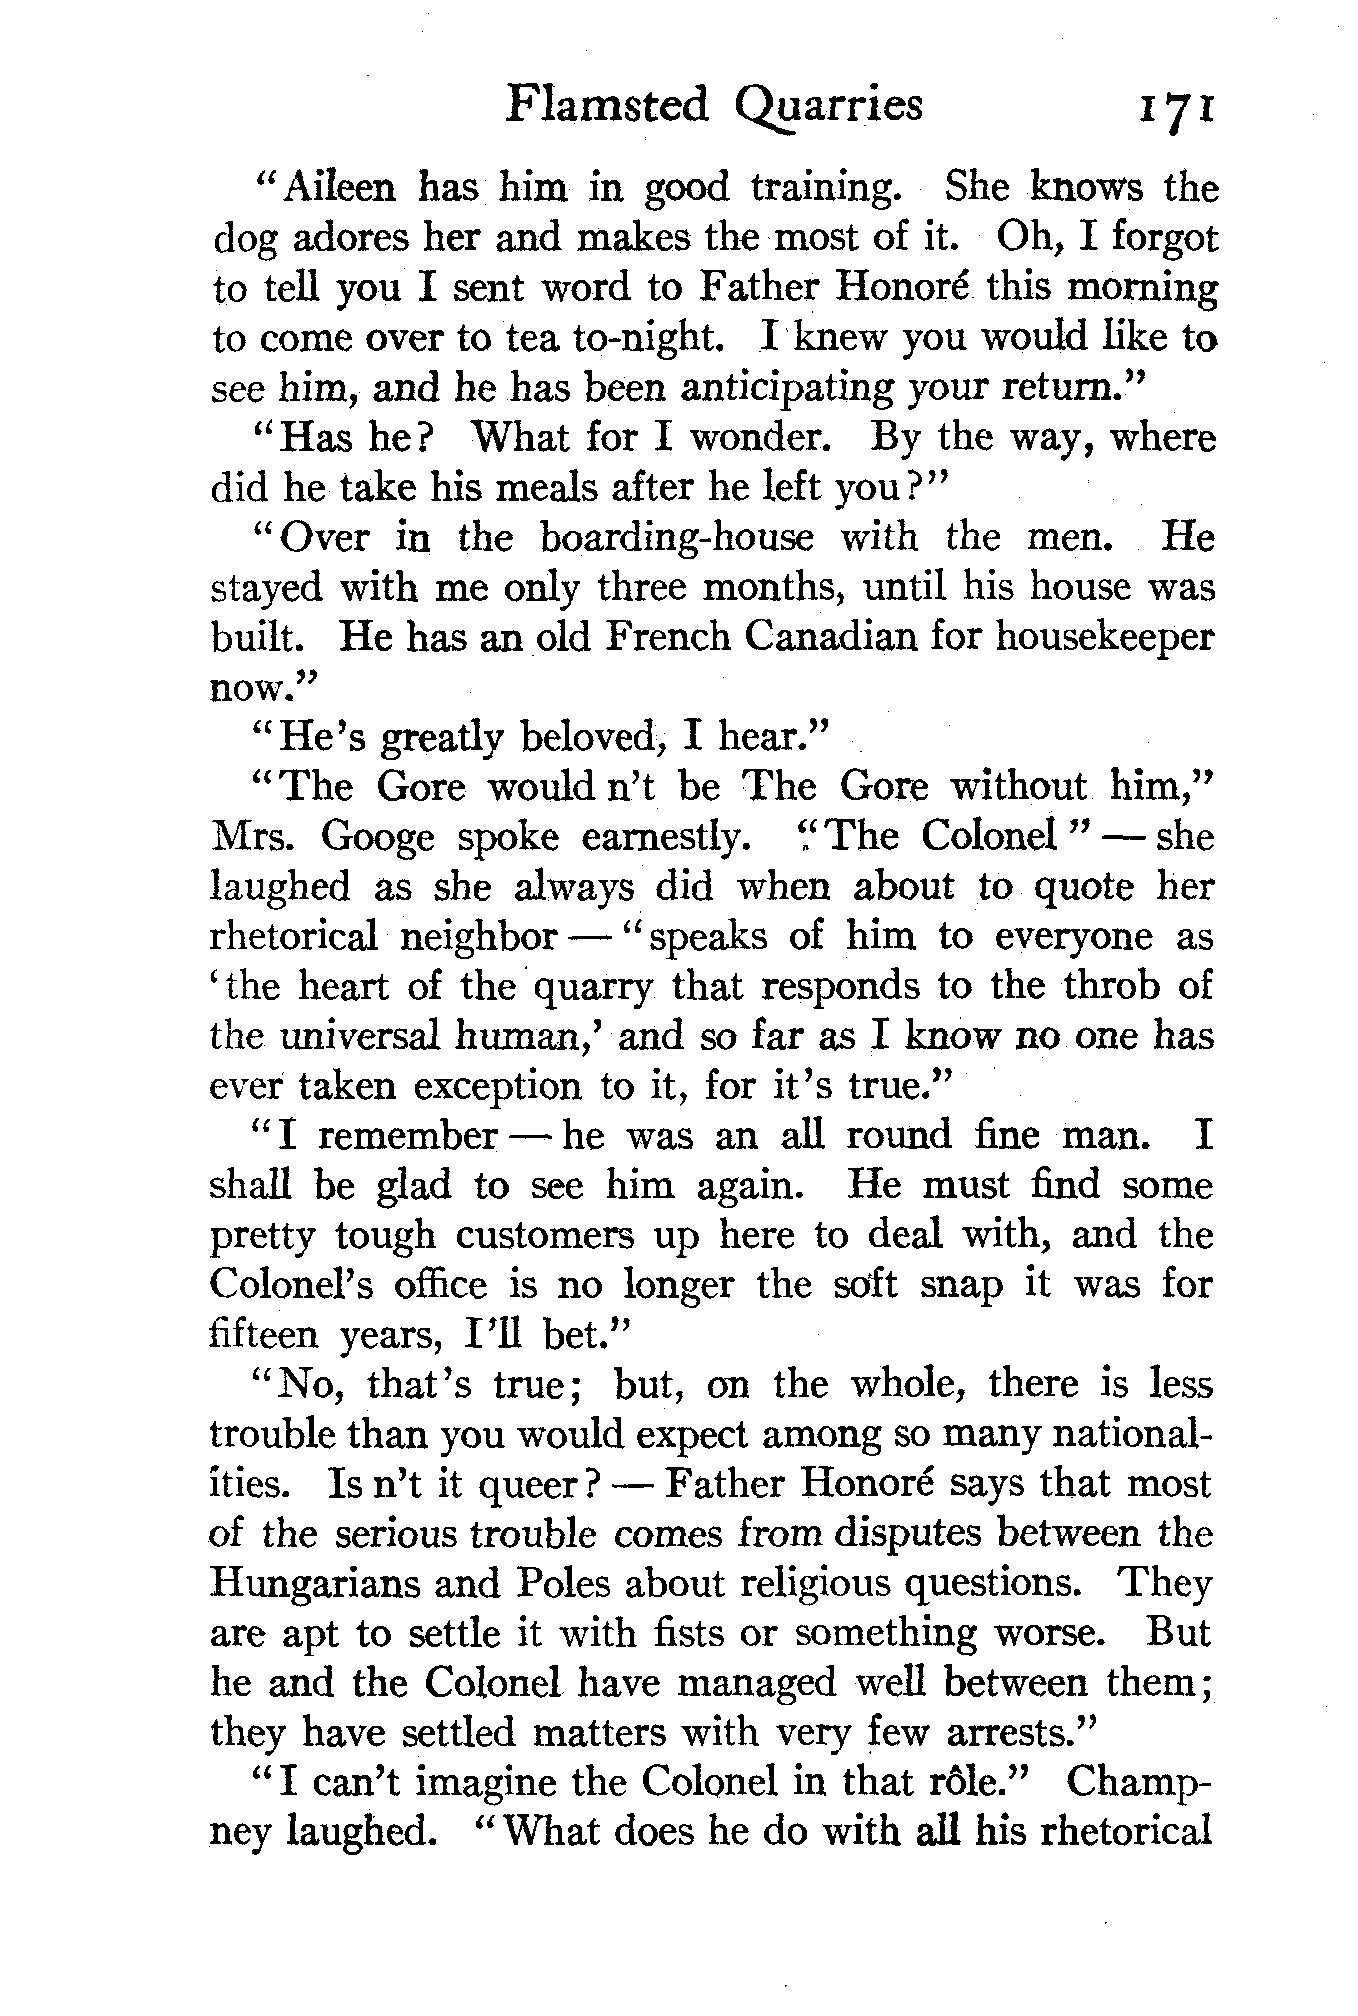 Flamsted Quarries 171
"Aileen has him in good training. She knows the
dog adores her and makes the most of it. Oh, I forgot
to tell you I sent word to Father Honoré this morning
to come over to tea to-night. I knew you would like to
see him, and he has been anticipating your return."
"Has he? What for I wonder. By the way, where
did he take his meals after he left you?"
"Over in the boarding-house with the men. He
stayed with me only three months, until his house was
built. He has an old French Canadian for housekeeper
now."
"He's greatly beloved, I hear."
"The Gore would n't be The Gore without him,"
Mrs. Googe spoke earnestly. "The Colonel" — she
laughed as she always did when about to quote her
rhetorical neighbor — "speaks of him to everyone as
'the heart of the quarry that responds to the throb of
the universal human,' and so far as I know no one has
ever taken exception to it, for it's true."
"I remember — he was an all round fine man. I
shall be glad to see him again. He must find some
pretty tough customers up here to deal with, and the
Colonel's office is no longer the soft snap it was for
fifteen years, I'll bet."
"No, that's true; but, on the whole, there is less
trouble than you would expect among so many national-
ities. Is n't it queer? — Father Honoré says that most
of the serious trouble comes from disputes between the
Hungarians and Poles about religious questions. They
are apt to settle it with fists or something worse. But
he and the Colonel have managed well between them;
they have settled matters with very few arrests."
"I can't imagine the Colonel in that rôle." Champ-
ney laughed. "What does he do with all his rhetorical